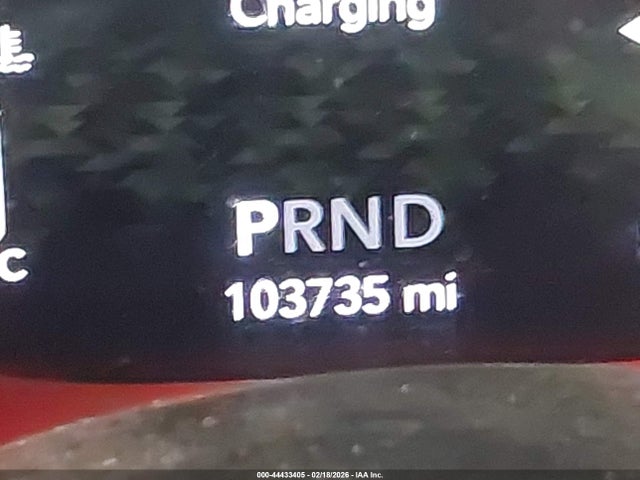 Charging
PRND
C
103735 mi
000-44433405 - 02/18/2026 - IAA Inc.